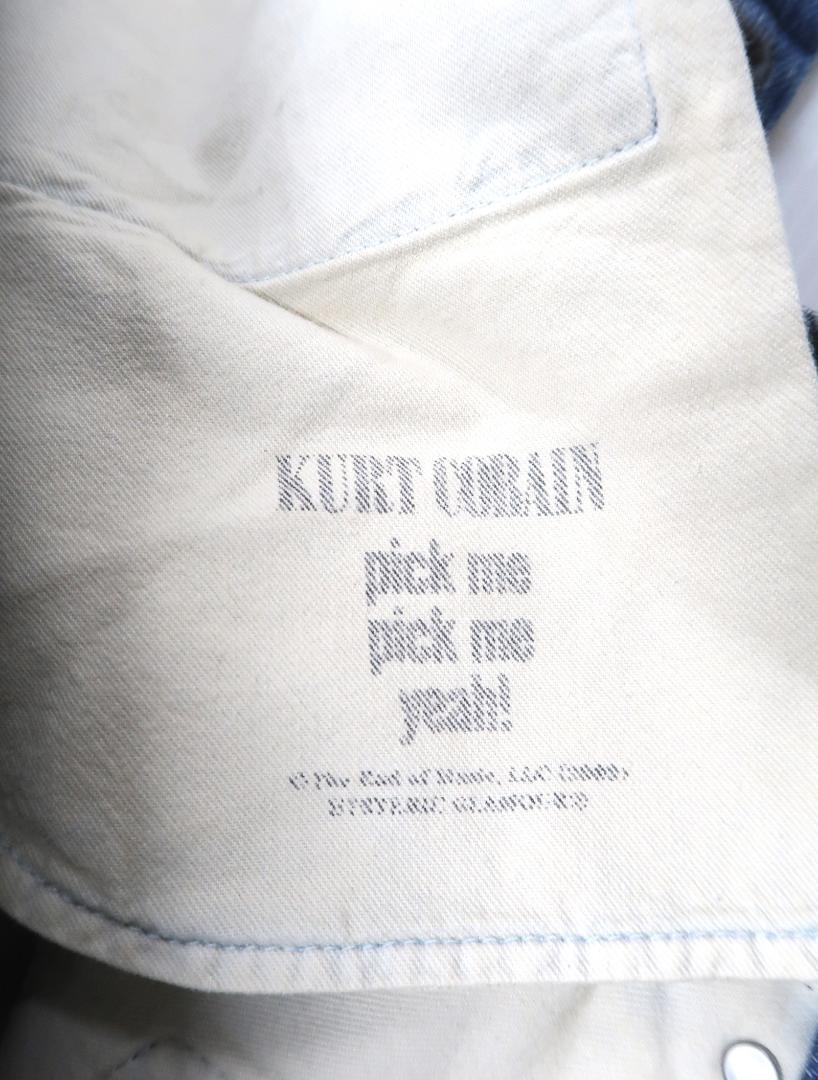 KURT COBAIN
pick me
pick me
yeah!
© The End of Music, LLC (2009)
HYSTERIC GLAMOUR®